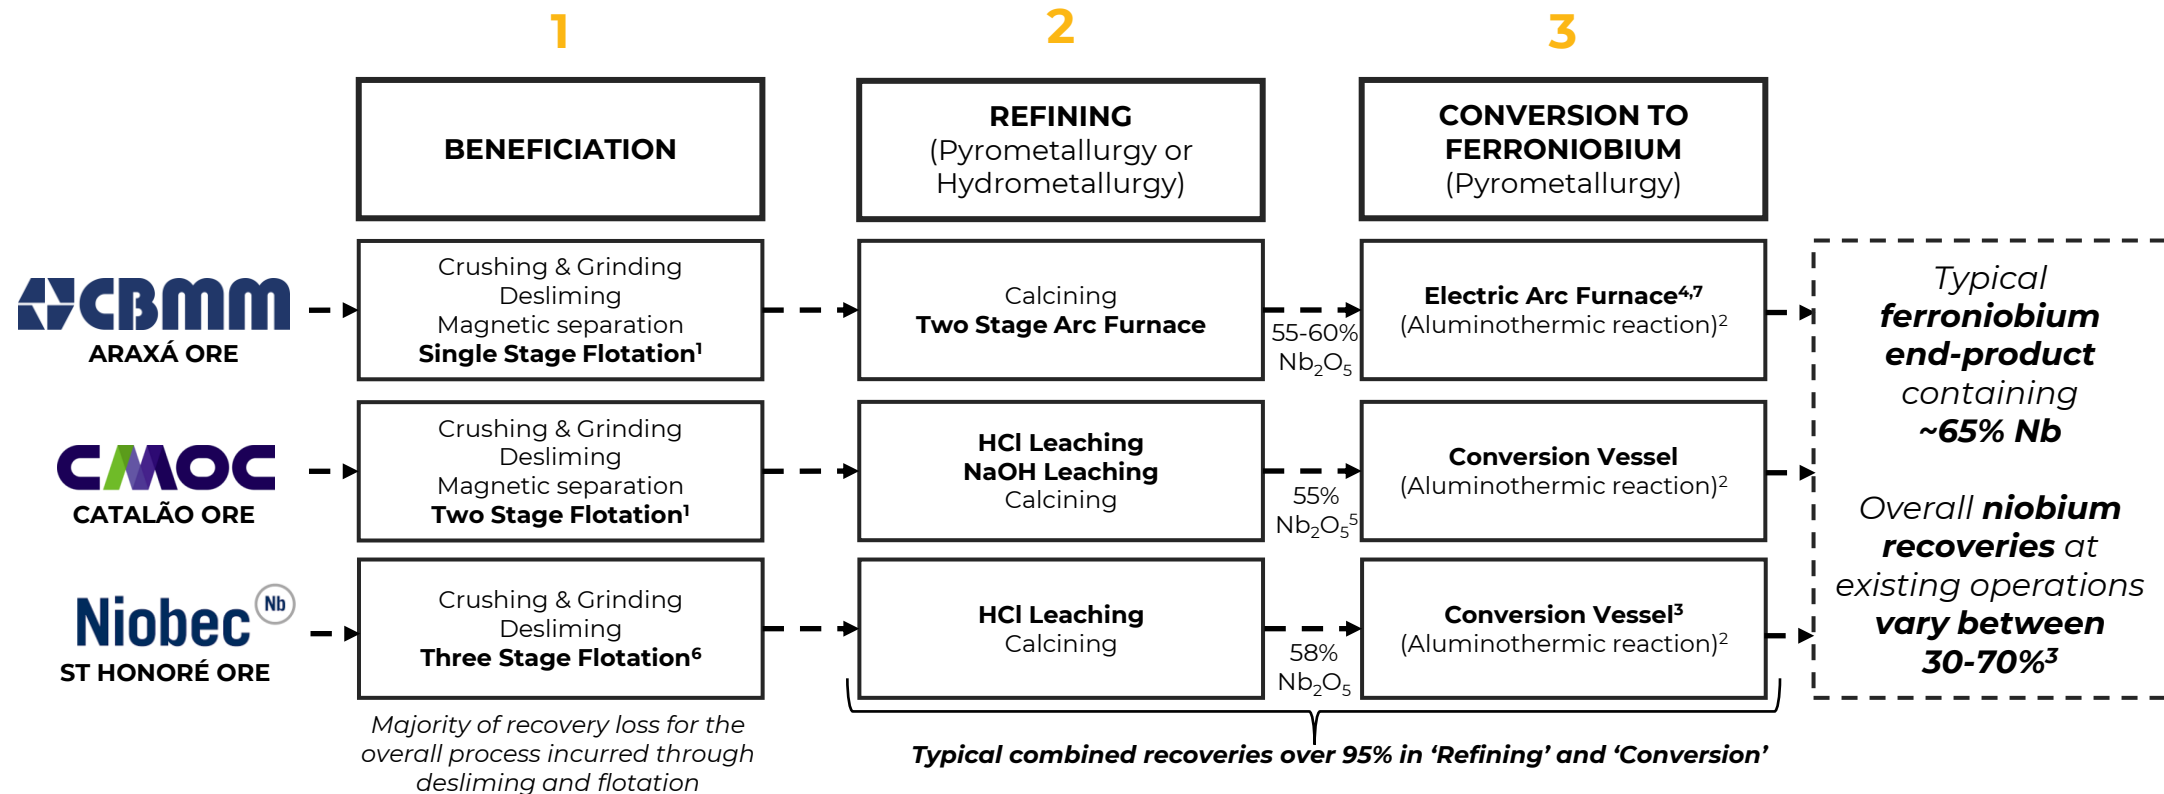 1
2
3
BENEFICIATION
REFINING
(Pyrometallurgy or
Hydrometallurgy)
CONVERSION TO
FERRONIOBIUM
(Pyrometallurgy)
CBMM
ARAXÁ ORE
Crushing & Grinding
Desliming
Magnetic separation
Single Stage Flotation¹
Calcining
Two Stage Arc Furnace
55-60%
Nb₂O₅
Electric Arc Furnace⁴,⁷
(Aluminothermic reaction)²
CMOC
CATALÃO ORE
Crushing & Grinding
Desliming
Magnetic separation
Two Stage Flotation¹
HCl Leaching
NaOH Leaching
Calcining
55%
Nb₂O₅⁵
Conversion Vessel
(Aluminothermic reaction)²
Niobec Nb
ST HONORÉ ORE
Crushing & Grinding
Desliming
Three Stage Flotation⁶
HCl Leaching
Calcining
58%
Nb₂O₅
Conversion Vessel³
(Aluminothermic reaction)²
Typical
ferroniobium
end-product
containing
~65% Nb
Overall niobium
recoveries at
existing operations
vary between
30-70%³
Majority of recovery loss for the
overall process incurred through
desliming and flotation
Typical combined recoveries over 95% in ‘Refining’ and ‘Conversion’